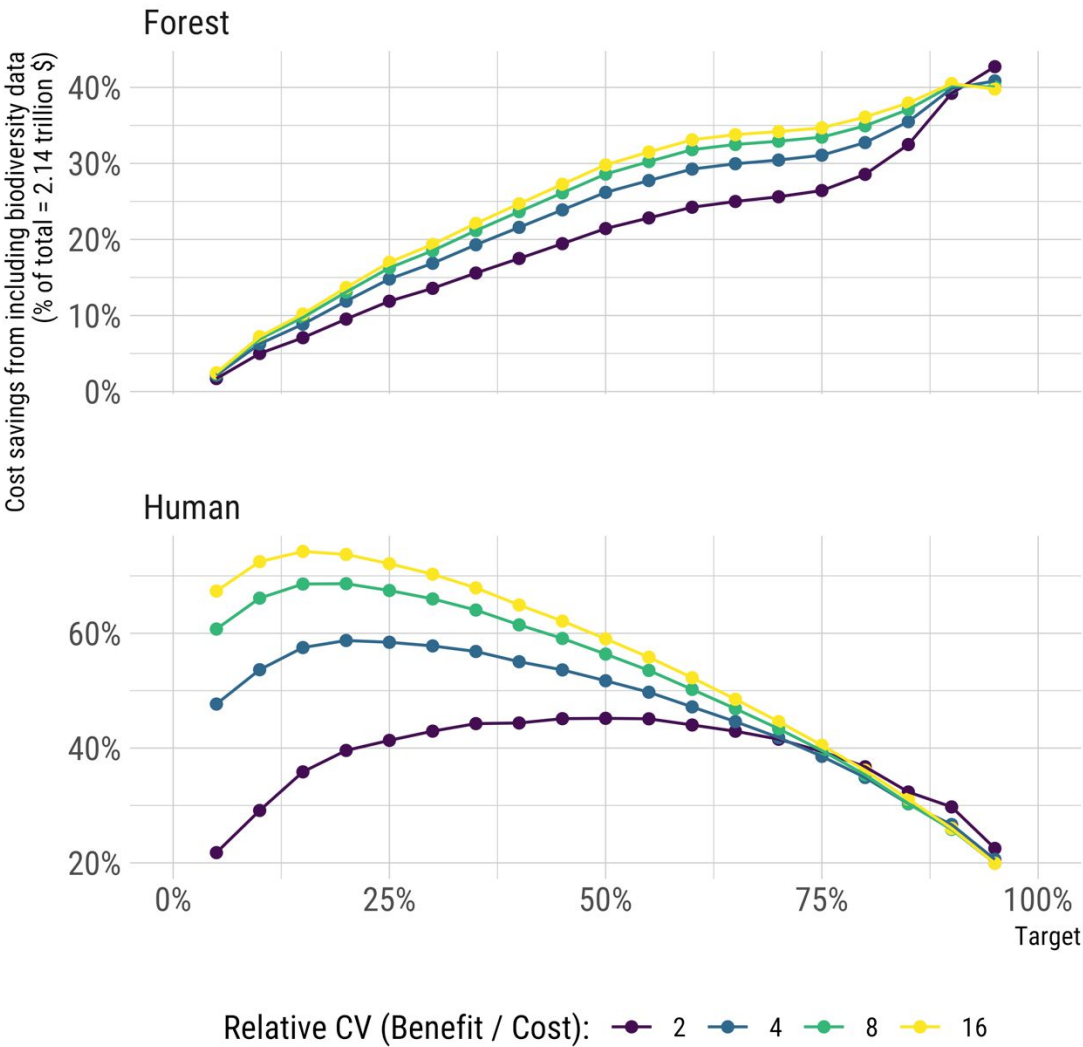 Forest
Cost savings from including biodiversity data
(% of total = 2.14 trillion $)
40%
30%
20%
10%
0%
Human
60%
40%
20%
0% 25% 50% 75% 100%
Target
Relative CV (Benefit / Cost): 2 4 8 16